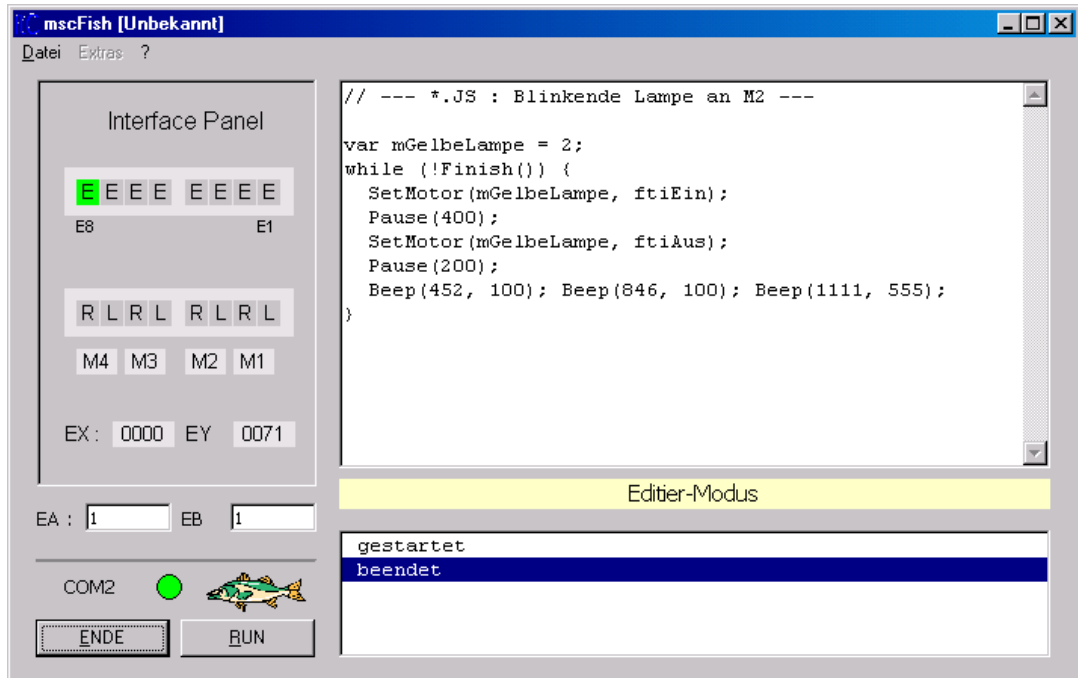 mscFish [Unbekannt]
Datei Extras ?
Interface Panel
E E E E E E E E
E8 E1
R L R L R L R L
M4 M3 M2 M1
EX : 0000 EY 0071
EA : 1 EB 1
COM2
ENDE RUN
// --- *.JS : Blinkende Lampe an M2 ---
var mGelbeLampe = 2;
while (!Finish()) {
  SetMotor(mGelbeLampe, ftiEin);
  Pause(400);
  SetMotor(mGelbeLampe, ftiAus);
  Pause(200);
  Beep(452, 100); Beep(846, 100); Beep(1111, 555);
}
Editier-Modus
gestartet
beendet